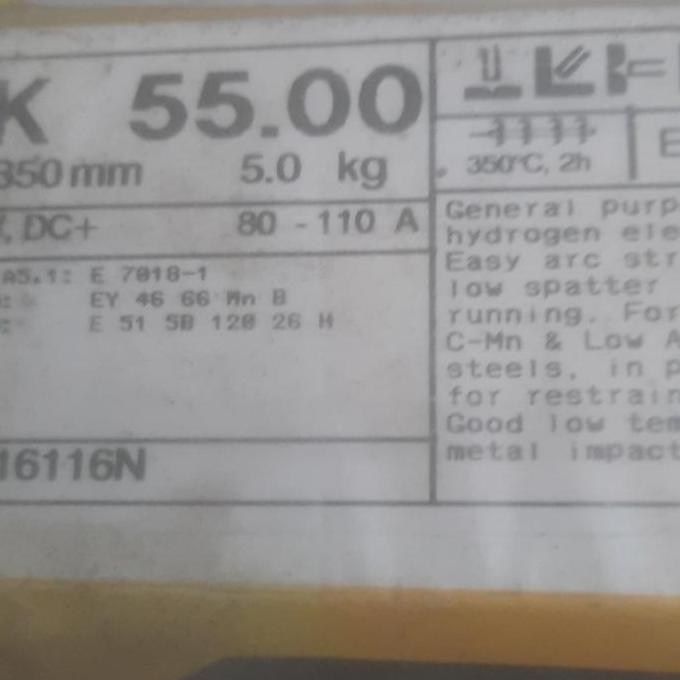 K 55.00
350 mm 5.0 kg
, DC+ 80 - 110 A
A5.1: E 7018-1
: EY 46 66 Mn B
: E 51 5B 120 26 H
16116N
350°C, 2h
E
General purp
hydrogen ele
Easy arc str
low spatter
running. For
C-Mn & Low A
steels, in p
for restrain
Good low tem
metal impact